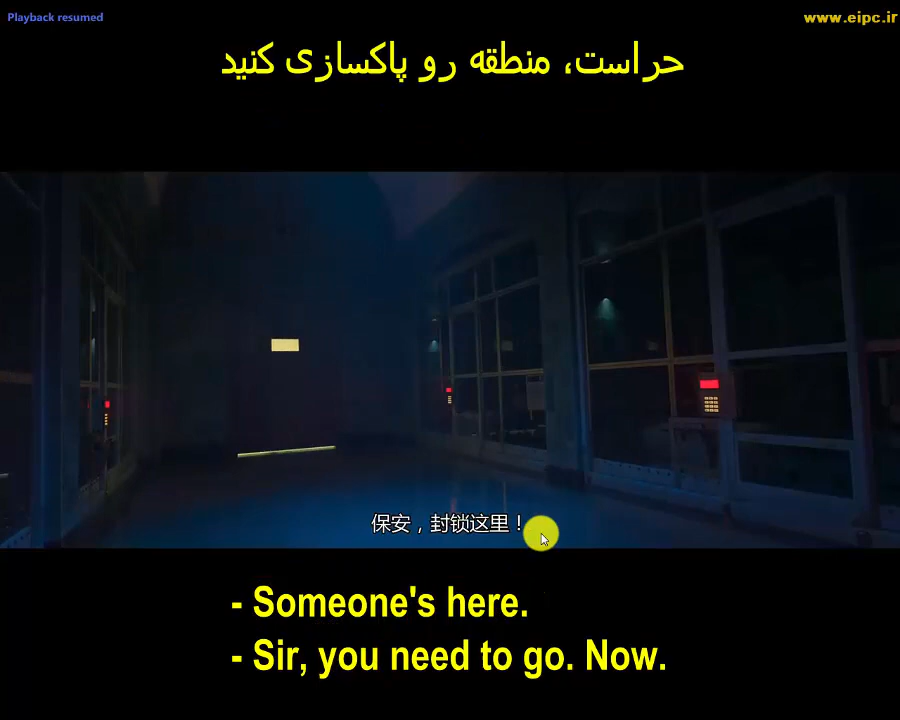 Playback resumed
www.eipc.ir
حراست، منطقه رو پاکسازی کنید
保安，封锁这里！
- Someone's here.
- Sir, you need to go. Now.